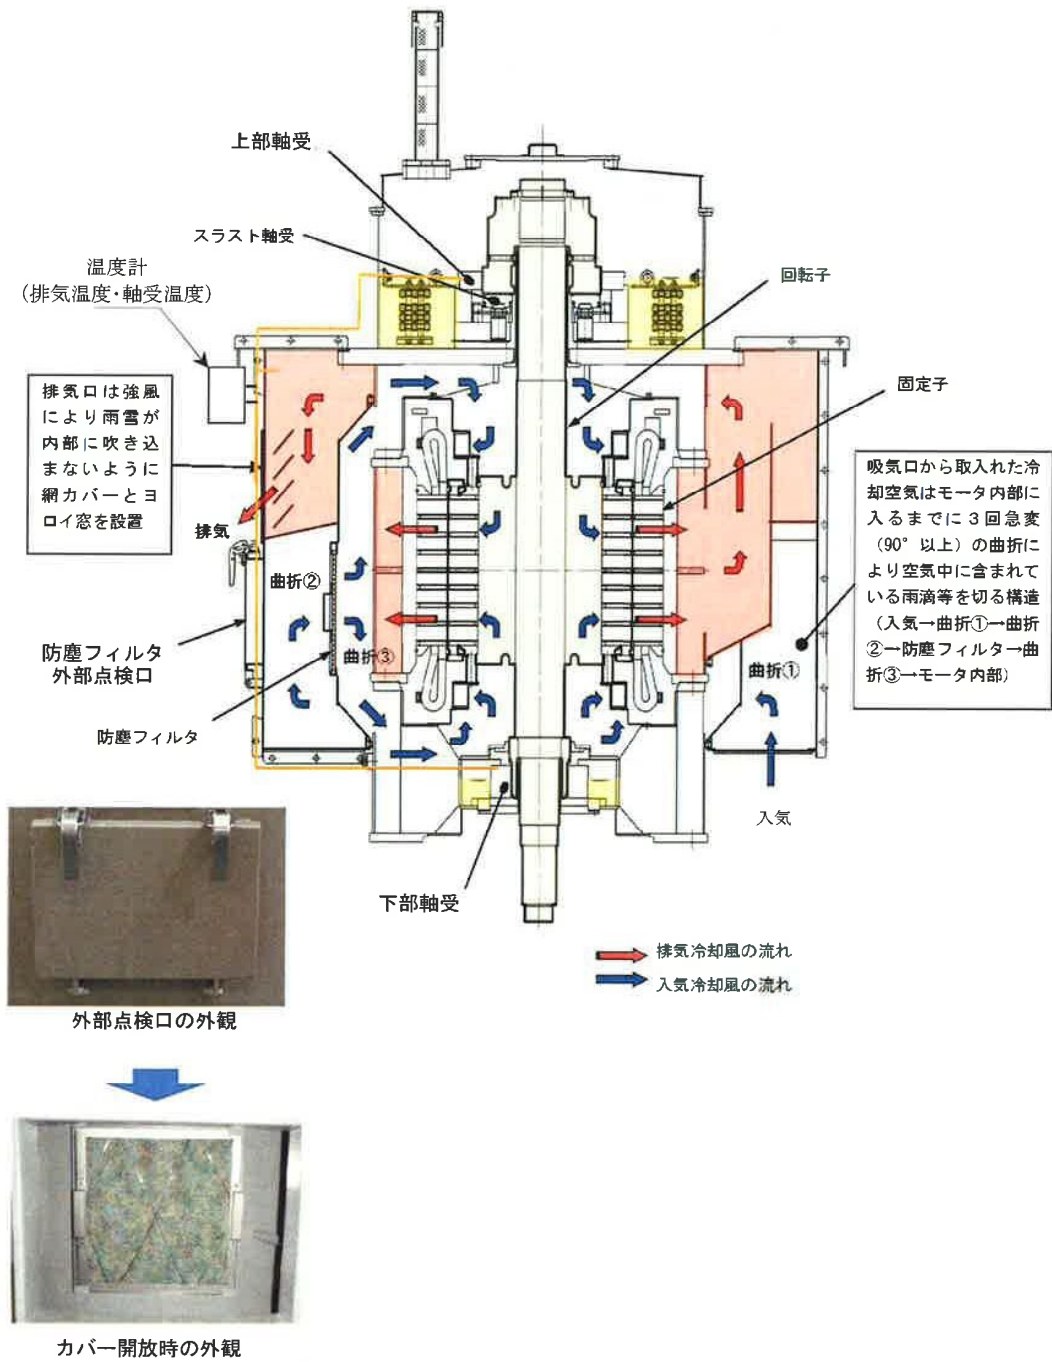 上部軸受
スラスト軸受
温度計
(排気温度・軸受温度)
回転子
固定子
排気口は強風
により雨雪が
内部に吹き込
まないように
網カバーとヨ
ロイ窓を設置
吸気口から取入れた冷
却空気はモータ内部に
入るまでに3回急変
(90°以上)の曲折に
より空気中に含まれて
いる雨滴等を切る構造
(入気→曲折①→曲折
②→防塵フィルタ→曲
折③→モータ内部)
排気
曲折②
防塵フィルタ
外部点検口
曲折③
曲折①
防塵フィルタ
入気
下部軸受
排気冷却風の流れ
入気冷却風の流れ
外部点検口の外観
カバー開放時の外観